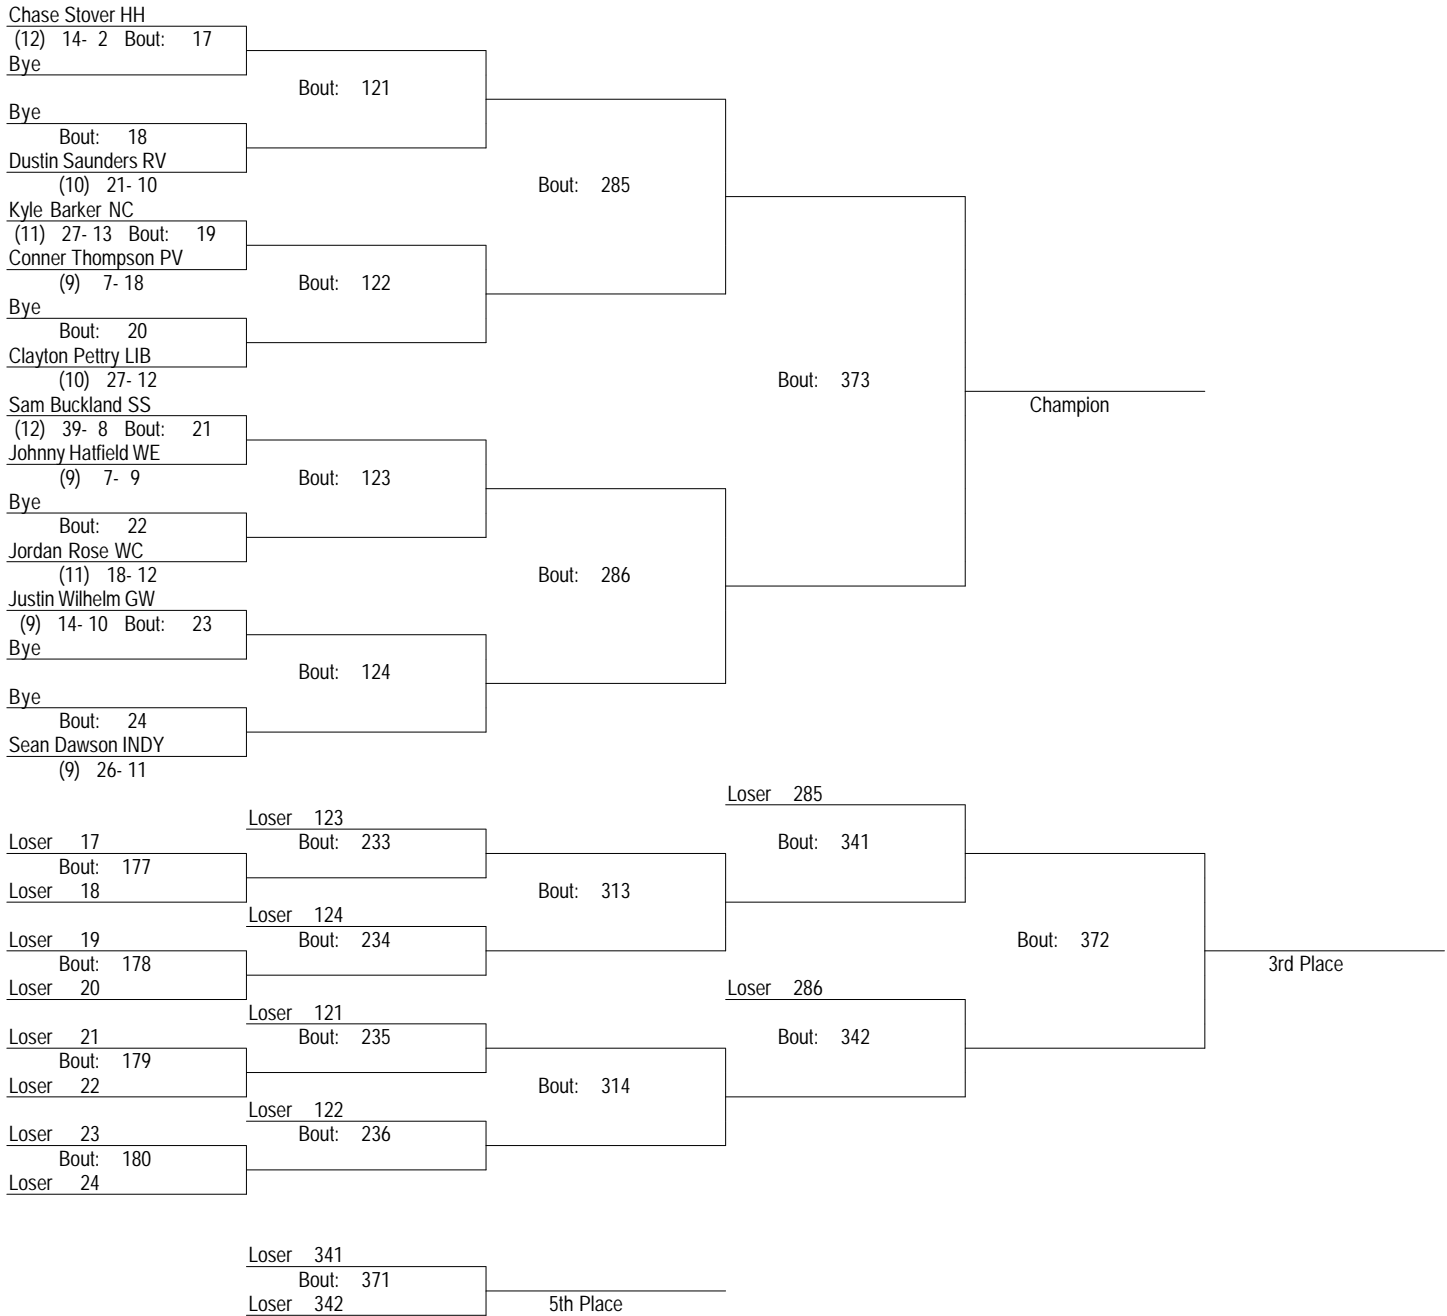 Chase Stover HH
(12) 14- 2 Bout: 17
Bye
Bout: 121
Bye
Bout: 18
Dustin Saunders RV
(10) 21- 10
Bout: 285
Kyle Barker NC
(11) 27- 13 Bout: 19
Conner Thompson PV
(9) 7- 18
Bout: 122
Bye
Bout: 20
Clayton Pettry LIB
(10) 27- 12
Bout: 373
Sam Buckland SS
Champion
(12) 39- 8 Bout: 21
Johnny Hatfield WE
(9) 7- 9
Bout: 123
Bye
Bout: 22
Jordan Rose WC
(11) 18- 12
Bout: 286
Justin Wilhelm GW
(9) 14- 10 Bout: 23
Bye
Bout: 124
Bye
Bout: 24
Sean Dawson INDY
(9) 26- 11
Loser 285
Loser 123
Loser 17
Bout: 233
Bout: 341
Bout: 177
Loser 18
Bout: 313
Loser 124
Loser 19
Bout: 234
Bout: 372
Bout: 178
3rd Place
Loser 20
Loser 286
Loser 121
Loser 21
Bout: 235
Bout: 342
Bout: 179
Loser 22
Bout: 314
Loser 122
Loser 23
Bout: 236
Bout: 180
Loser 24
Loser 341
Bout: 371
Loser 342
5th Place